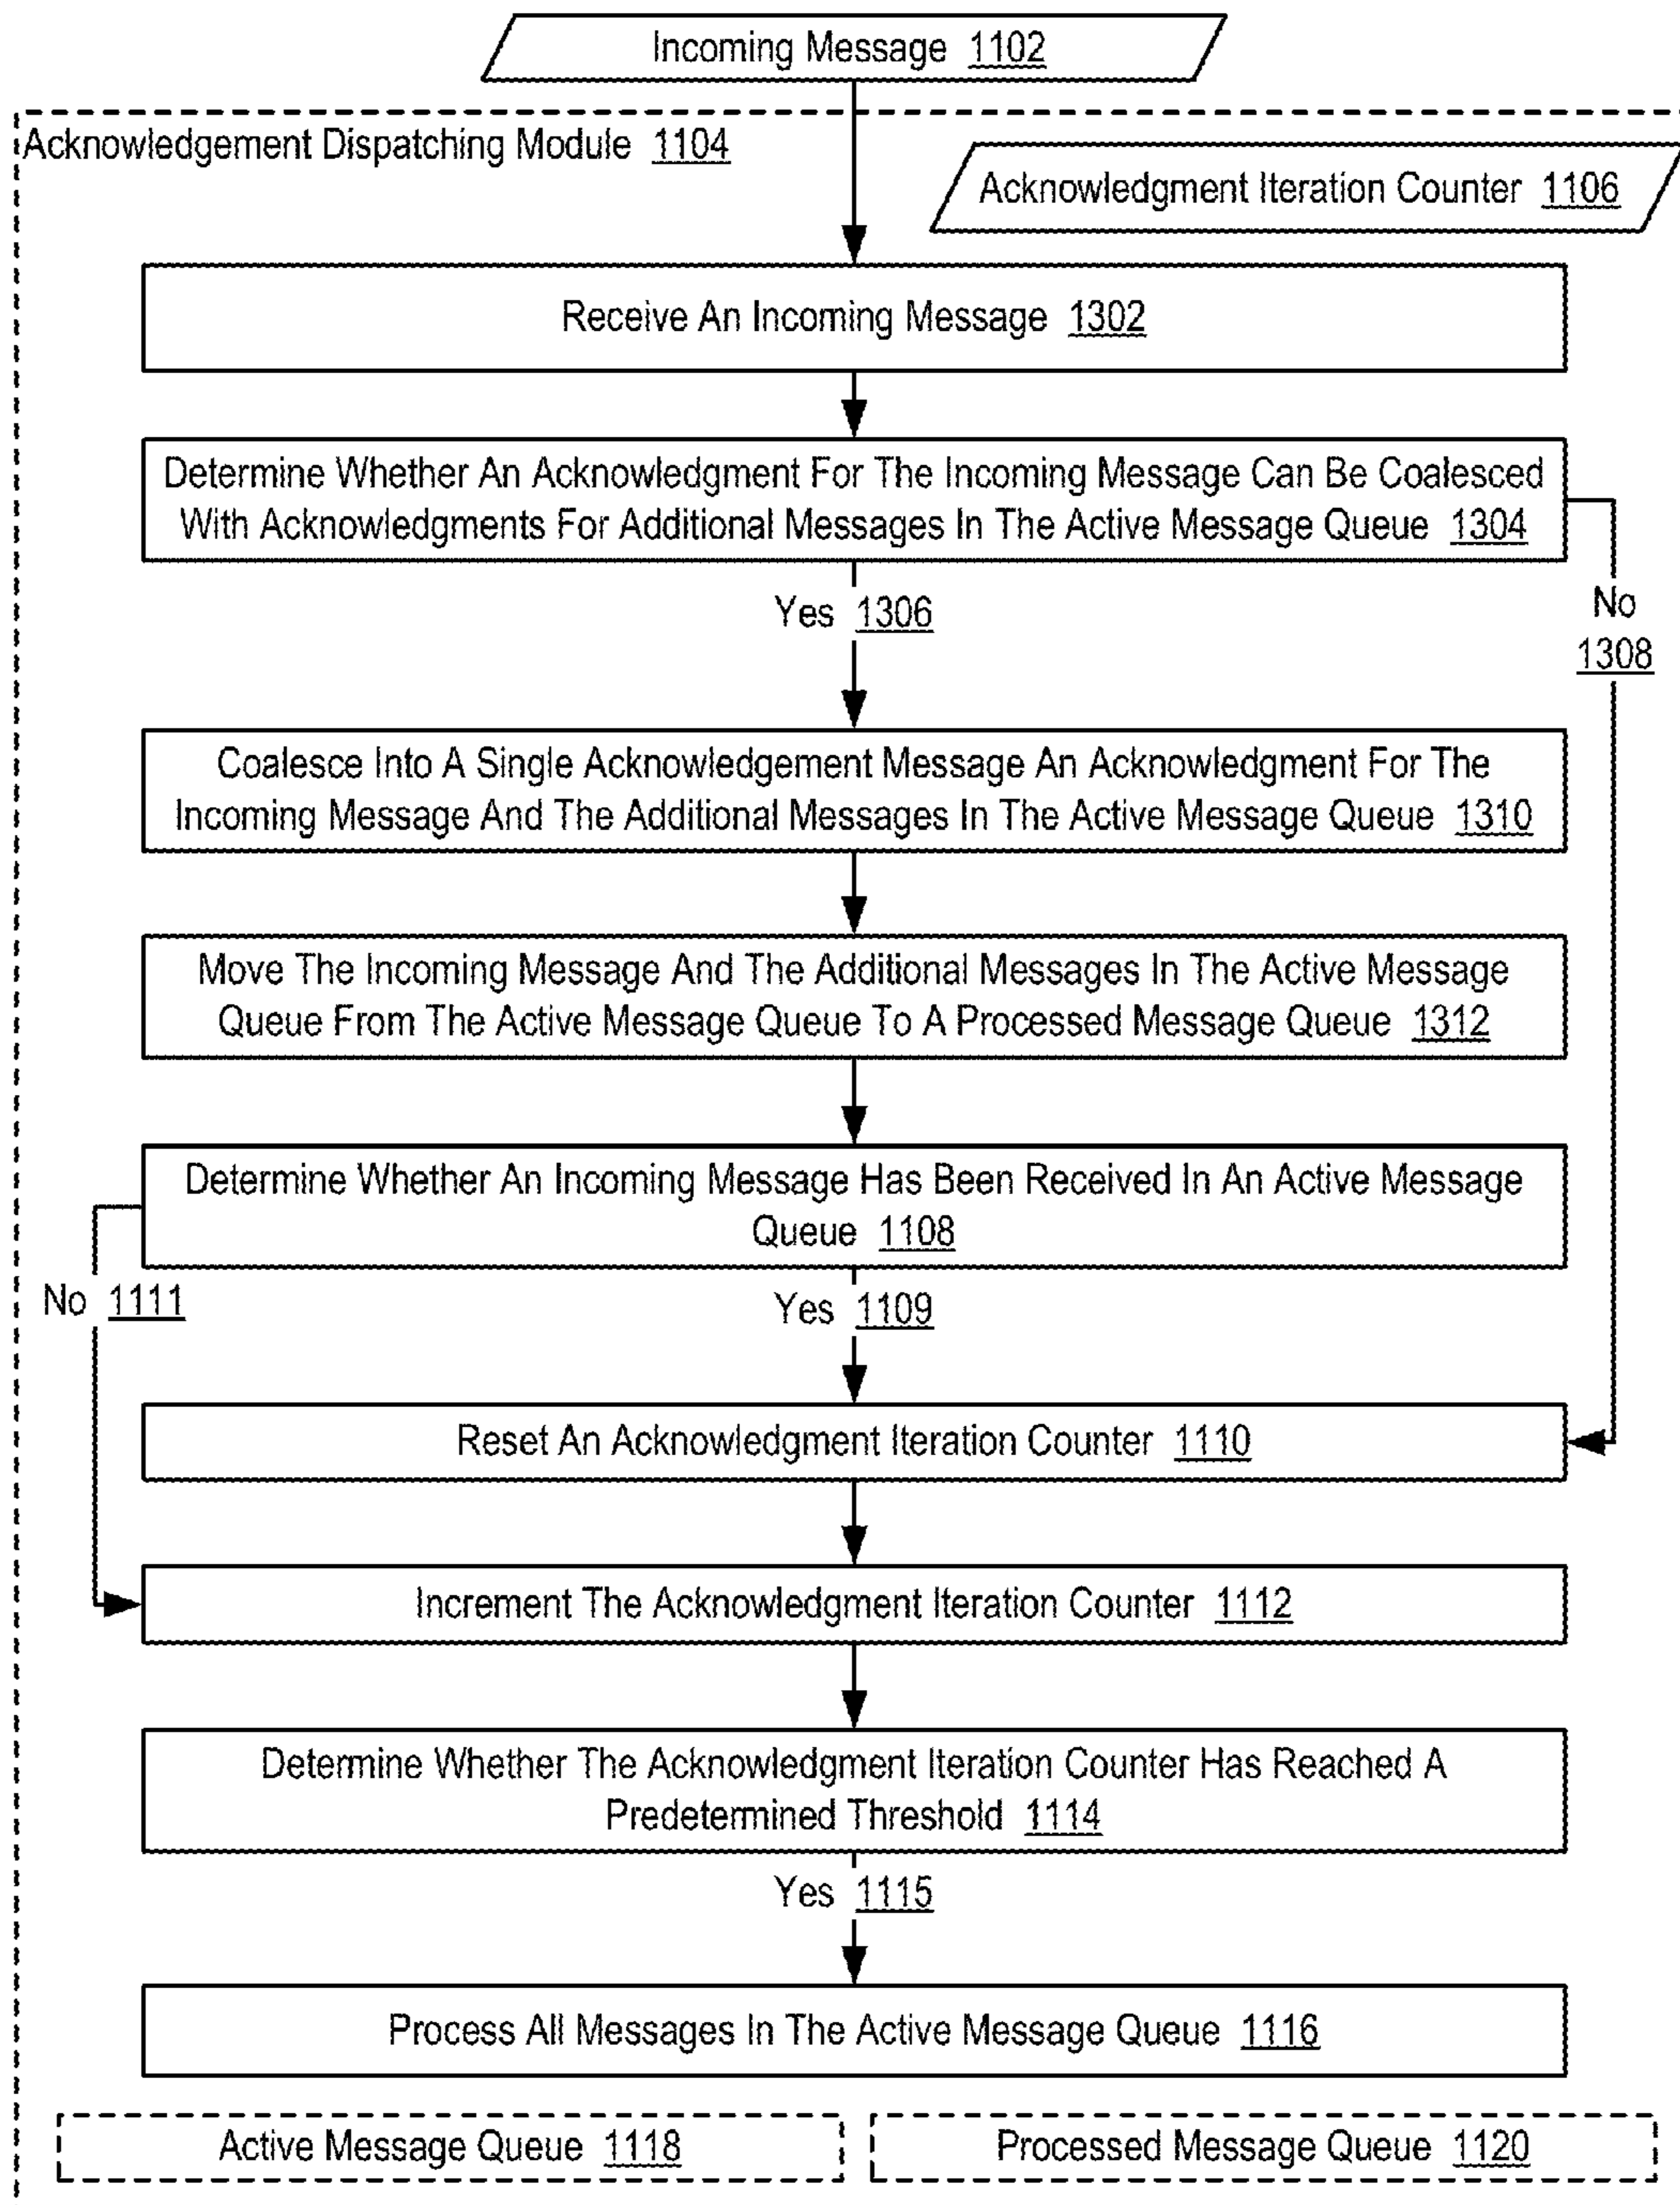 Incoming Message 1102
Acknowledgement Dispatching Module 1104
Acknowledgment Iteration Counter 1106
Receive An Incoming Message 1302
Determine Whether An Acknowledgment For The Incoming Message Can Be Coalesced
With Acknowledgments For Additional Messages In The Active Message Queue 1304
Yes 1306
No
1308
Coalesce Into A Single Acknowledgement Message An Acknowledgment For The
Incoming Message And The Additional Messages In The Active Message Queue 1310
Move The Incoming Message And The Additional Messages In The Active Message
Queue From The Active Message Queue To A Processed Message Queue 1312
Determine Whether An Incoming Message Has Been Received In An Active Message
Queue 1108
No 1111
Yes 1109
Reset An Acknowledgment Iteration Counter 1110
Increment The Acknowledgment Iteration Counter 1112
Determine Whether The Acknowledgment Iteration Counter Has Reached A
Predetermined Threshold 1114
Yes 1115
Process All Messages In The Active Message Queue 1116
Active Message Queue 1118
Processed Message Queue 1120